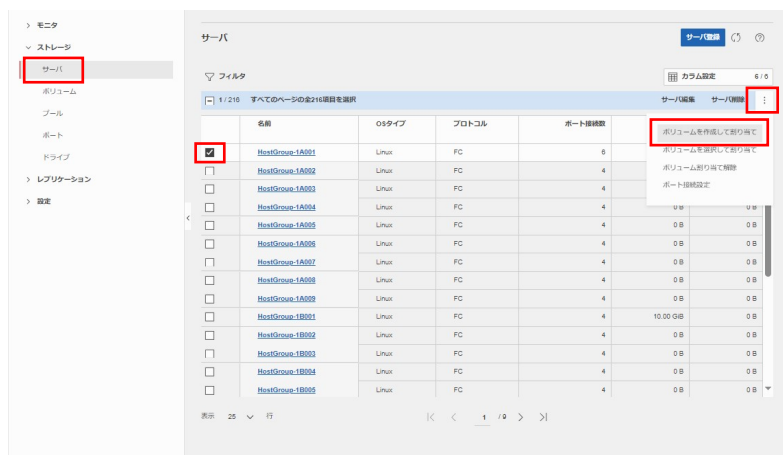 モニタ
ストレージ
サーバ
ボリューム
プール
ポート
ドライブ
レプリケーション
設定
サーバ
サーバ登録
フィルタ
カラム設定 6 / 6
1 / 216 すべてのページの全216項目を選択 サーバ編集 サーバ削除
名前 OSタイプ プロトコル ポート接続数
ボリュームを作成して割り当て
ボリュームを選択して割り当て
ボリューム割り当て解除
ポート接続設定
HostGroup-1A001 Linux FC 6
HostGroup-1A002 Linux FC 4
HostGroup-1A003 Linux FC 4
HostGroup-1A004 Linux FC 4 0 B 0 B
HostGroup-1A005 Linux FC 4 0 B 0 B
HostGroup-1A006 Linux FC 4 0 B 0 B
HostGroup-1A007 Linux FC 4 0 B 0 B
HostGroup-1A008 Linux FC 4 0 B 0 B
HostGroup-1A009 Linux FC 4 0 B 0 B
HostGroup-1B001 Linux FC 4 10.00 GiB 0 B
HostGroup-1B002 Linux FC 4 0 B 0 B
HostGroup-1B003 Linux FC 4 0 B 0 B
HostGroup-1B004 Linux FC 4 0 B 0 B
HostGroup-1B005 Linux FC 4 0 B 0 B
表示 25 行 1 / 9